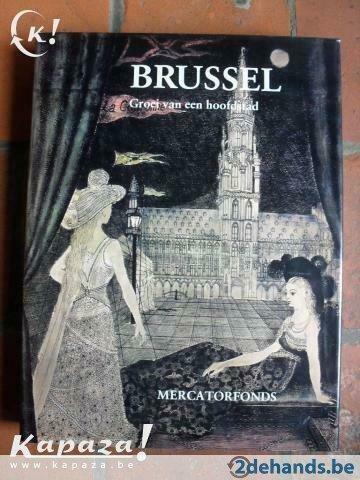 K!
BRUSSEL
Groei van een hoofdstad
MERCATORFONDS
Kapaza!
www.kapaza.be
2dehands.be